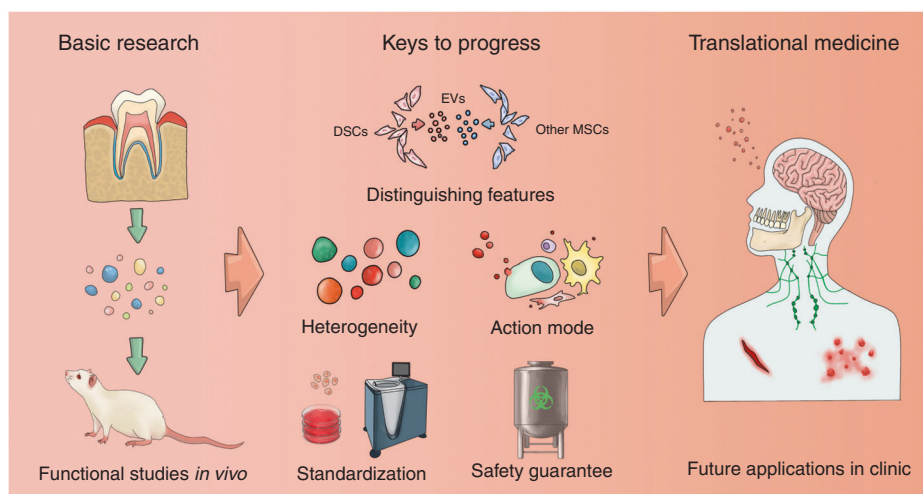 Basic research
Keys to progress
Translational medicine
EVs
DSCs
Other MSCs
Distinguishing features
Heterogeneity
Action mode
Functional studies in vivo
Standardization
Safety guarantee
Future applications in clinic